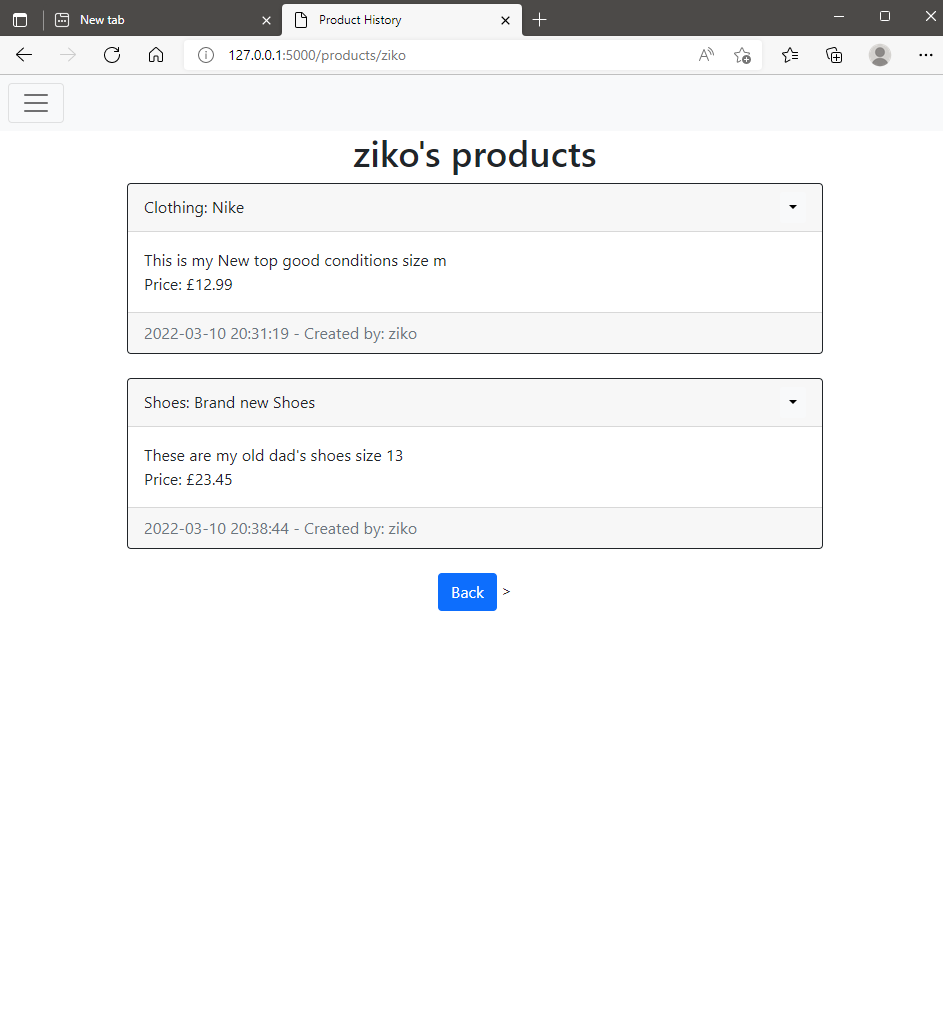 New tab
Product History
127.0.0.1:5000/products/ziko
ziko's products
Clothing: Nike
This is my New top good conditions size m
Price: £12.99
2022-03-10 20:31:19 - Created by: ziko
Shoes: Brand new Shoes
These are my old dad's shoes size 13
Price: £23.45
2022-03-10 20:38:44 - Created by: ziko
Back >